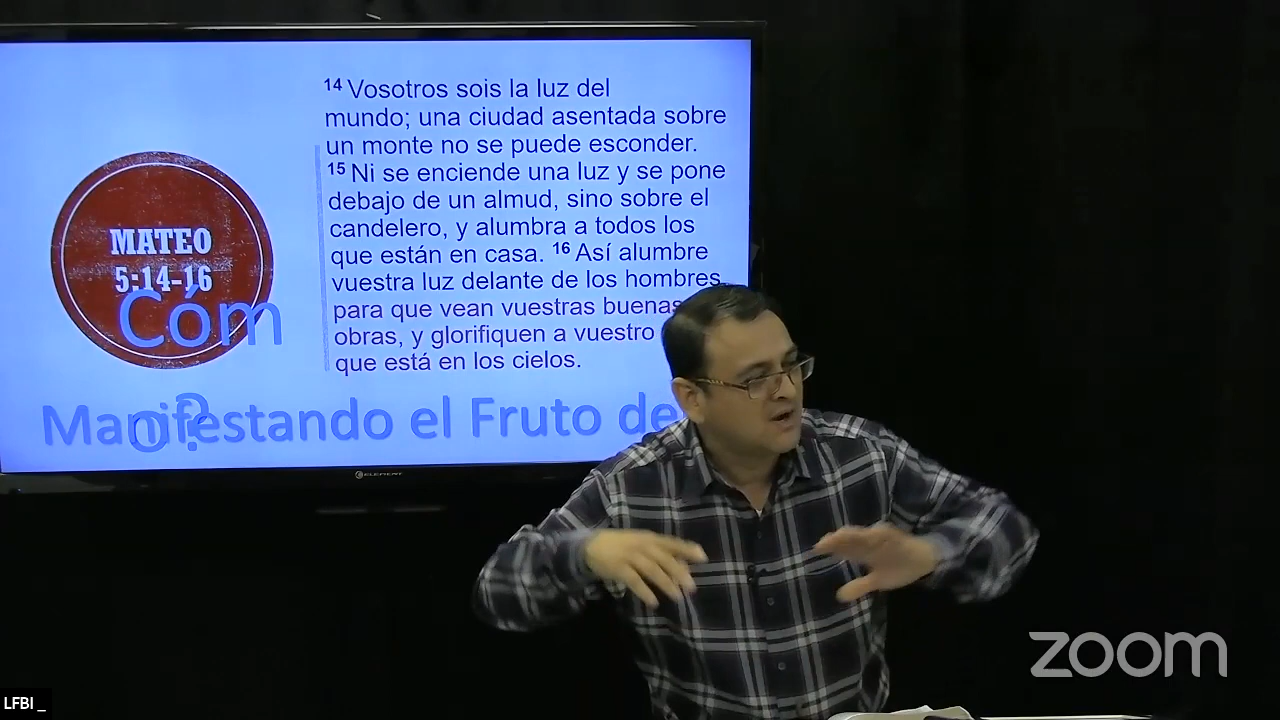 14 Vosotros sois la luz del
mundo; una ciudad asentada sobre
un monte no se puede esconder.
15 Ni se enciende una luz y se pone
debajo de un almud, sino sobre el
candelero, y alumbra a todos los
que están en casa. 16 Así alumbre
vuestra luz delante de los hombres,
para que vean vuestras buenas
obras, y glorifiquen a vuestro
que está en los cielos.
MATEO
5:14-16
Cóm
o?
Manifestando el Fruto de
ELEMENT
zoom
LFBI _